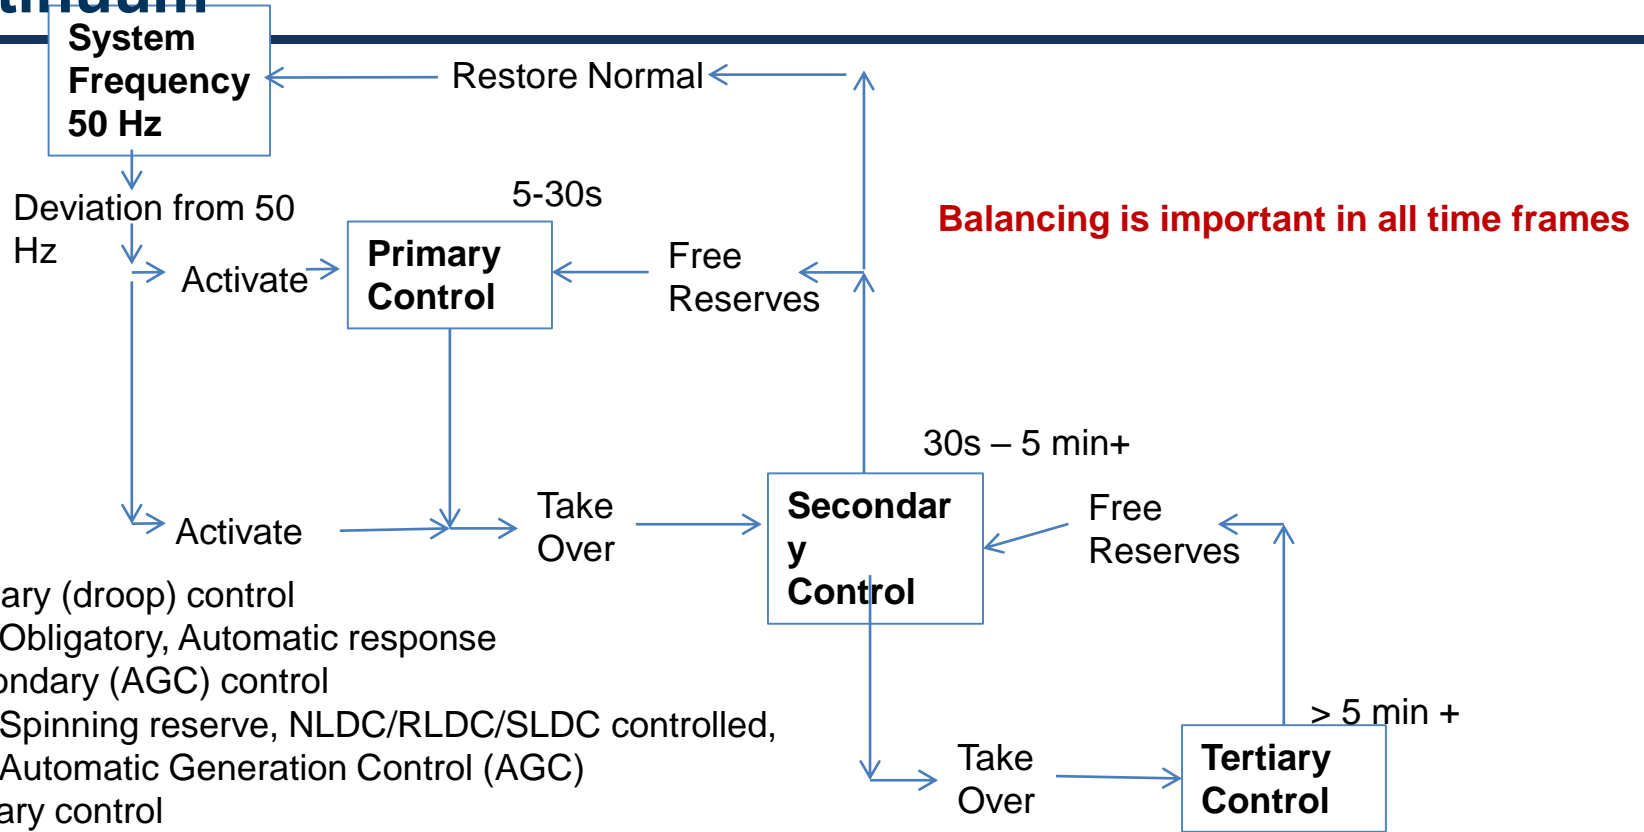 System
Frequency
50 Hz
Restore Normal
Deviation from 50
Hz
5-30s
Balancing is important in all time frames
Activate
Primary
Control
Free
Reserves
30s – 5 min+
Activate
Take
Over
Secondar
y
Control
Free
Reserves
ary (droop) control
Obligatory, Automatic response
ondary (AGC) control
Spinning reserve, NLDC/RLDC/SLDC controlled,
Automatic Generation Control (AGC)
ary control
> 5 min +
Take
Over
Tertiary
Control